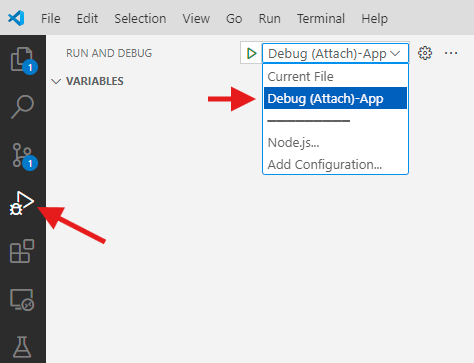 File Edit Selection View Go Run Terminal Help
1
RUN AND DEBUG
Debug (Attach)-App
VARIABLES
Current File
Debug (Attach)-App
Node.js...
Add Configuration...
1